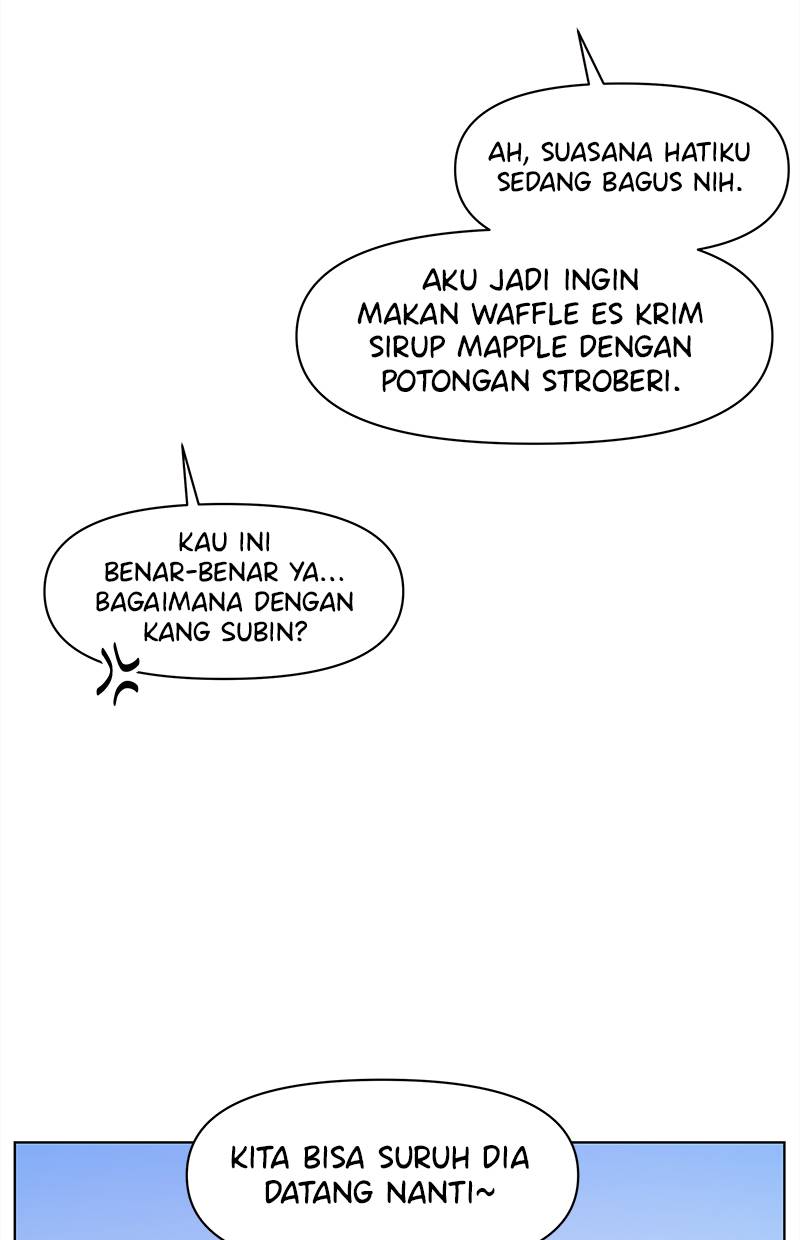 AH, SUASANA HATIKU
SEDANG BAGUS NIH.
AKU JADI INGIN
MAKAN WAFFLE ES KRIM
SIRUP MAPPLE DENGAN
POTONGAN STROBERI.
KAU INI
BENAR-BENAR YA...
BAGAIMANA DENGAN
KANG SUBIN?
KITA BISA SURUH DIA
DATANG NANTI~